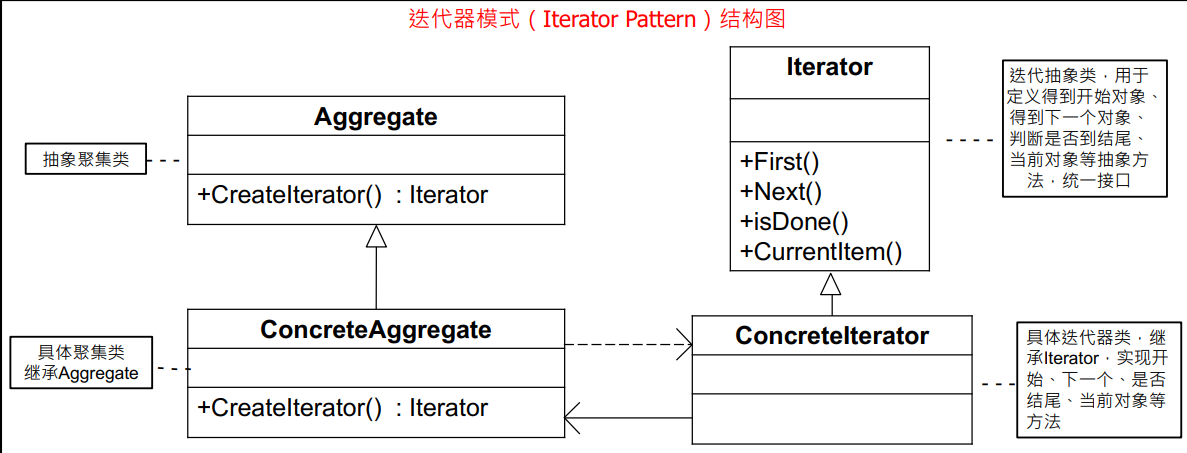 迭代器模式（Iterator Pattern）结构图
Aggregate
+CreateIterator() : Iterator
抽象聚集类
Iterator
+First()
+Next()
+isDone()
+CurrentItem()
迭代抽象类，用于
定义得到开始对象、
得到下一个对象、
判断是否到结尾、
当前对象等抽象方
法，统一接口
具体聚集类
继承Aggregate
ConcreteAggregate
+CreateIterator() : Iterator
ConcreteIterator
具体迭代器类，继
承Iterator，实现开
始、下一个、是否
结尾、当前对象等
方法